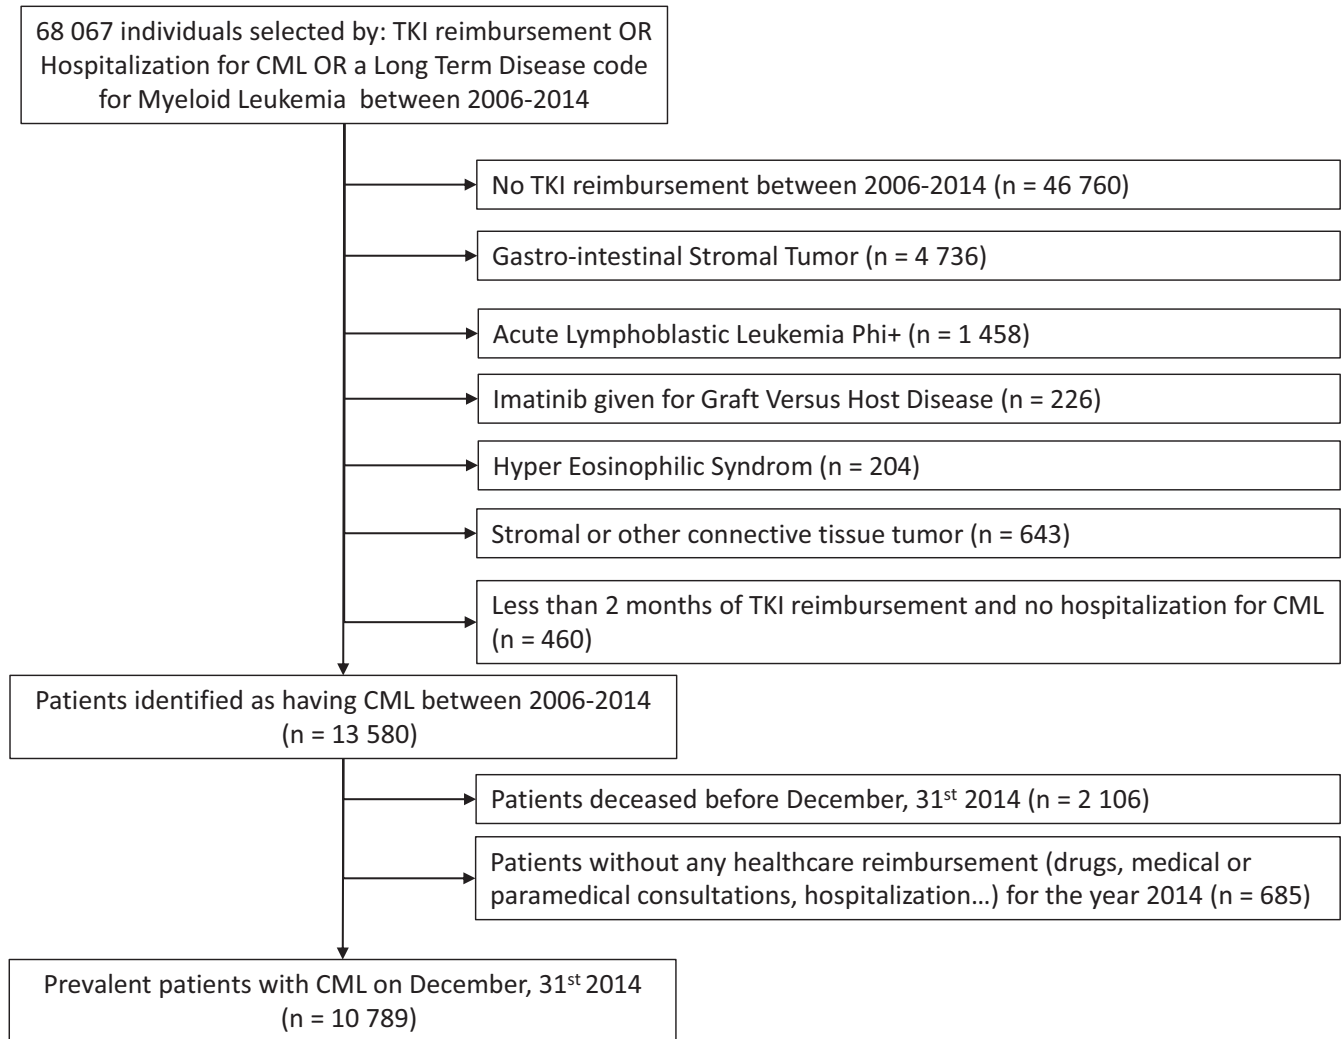 68 067 individuals selected by: TKI reimbursement OR
Hospitalization for CML OR a Long Term Disease code
for Myeloid Leukemia between 2006-2014
No TKI reimbursement between 2006-2014 (n = 46 760)
Gastro-intestinal Stromal Tumor (n = 4 736)
Acute Lymphoblastic Leukemia Phi+ (n = 1 458)
Imatinib given for Graft Versus Host Disease (n = 226)
Hyper Eosinophilic Syndrom (n = 204)
Stromal or other connective tissue tumor (n = 643)
Less than 2 months of TKI reimbursement and no hospitalization for CML
(n = 460)
Patients identified as having CML between 2006-2014
(n = 13 580)
Patients deceased before December, 31st 2014 (n = 2 106)
Patients without any healthcare reimbursement (drugs, medical or
paramedical consultations, hospitalization…) for the year 2014 (n = 685)
Prevalent patients with CML on December, 31st 2014
(n = 10 789)